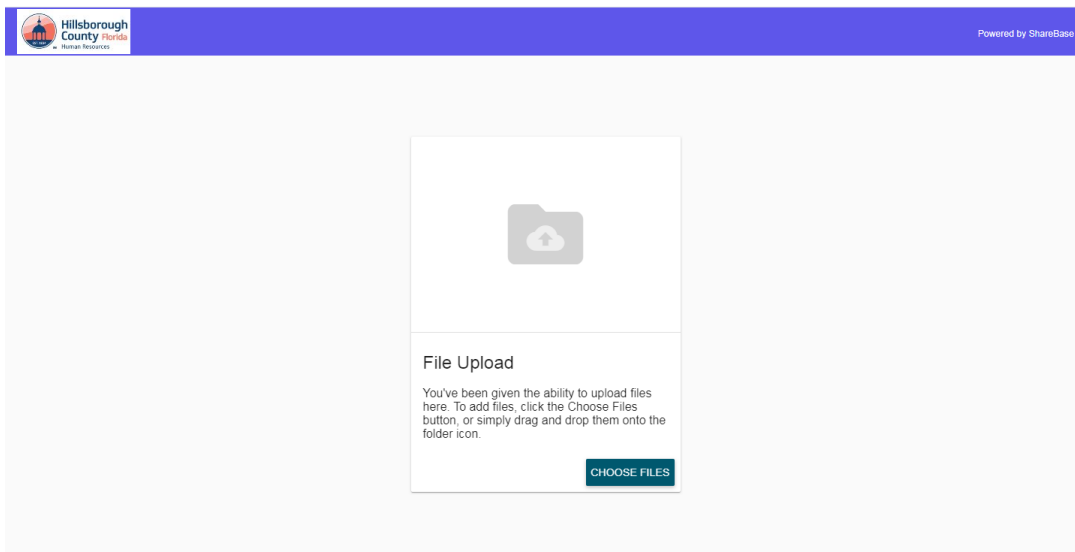 Hillsborough
County Florida
Human Resources
Powered by ShareBase
File Upload
You've been given the ability to upload files
here. To add files, click the Choose Files
button, or simply drag and drop them onto the
folder icon.
CHOOSE FILES